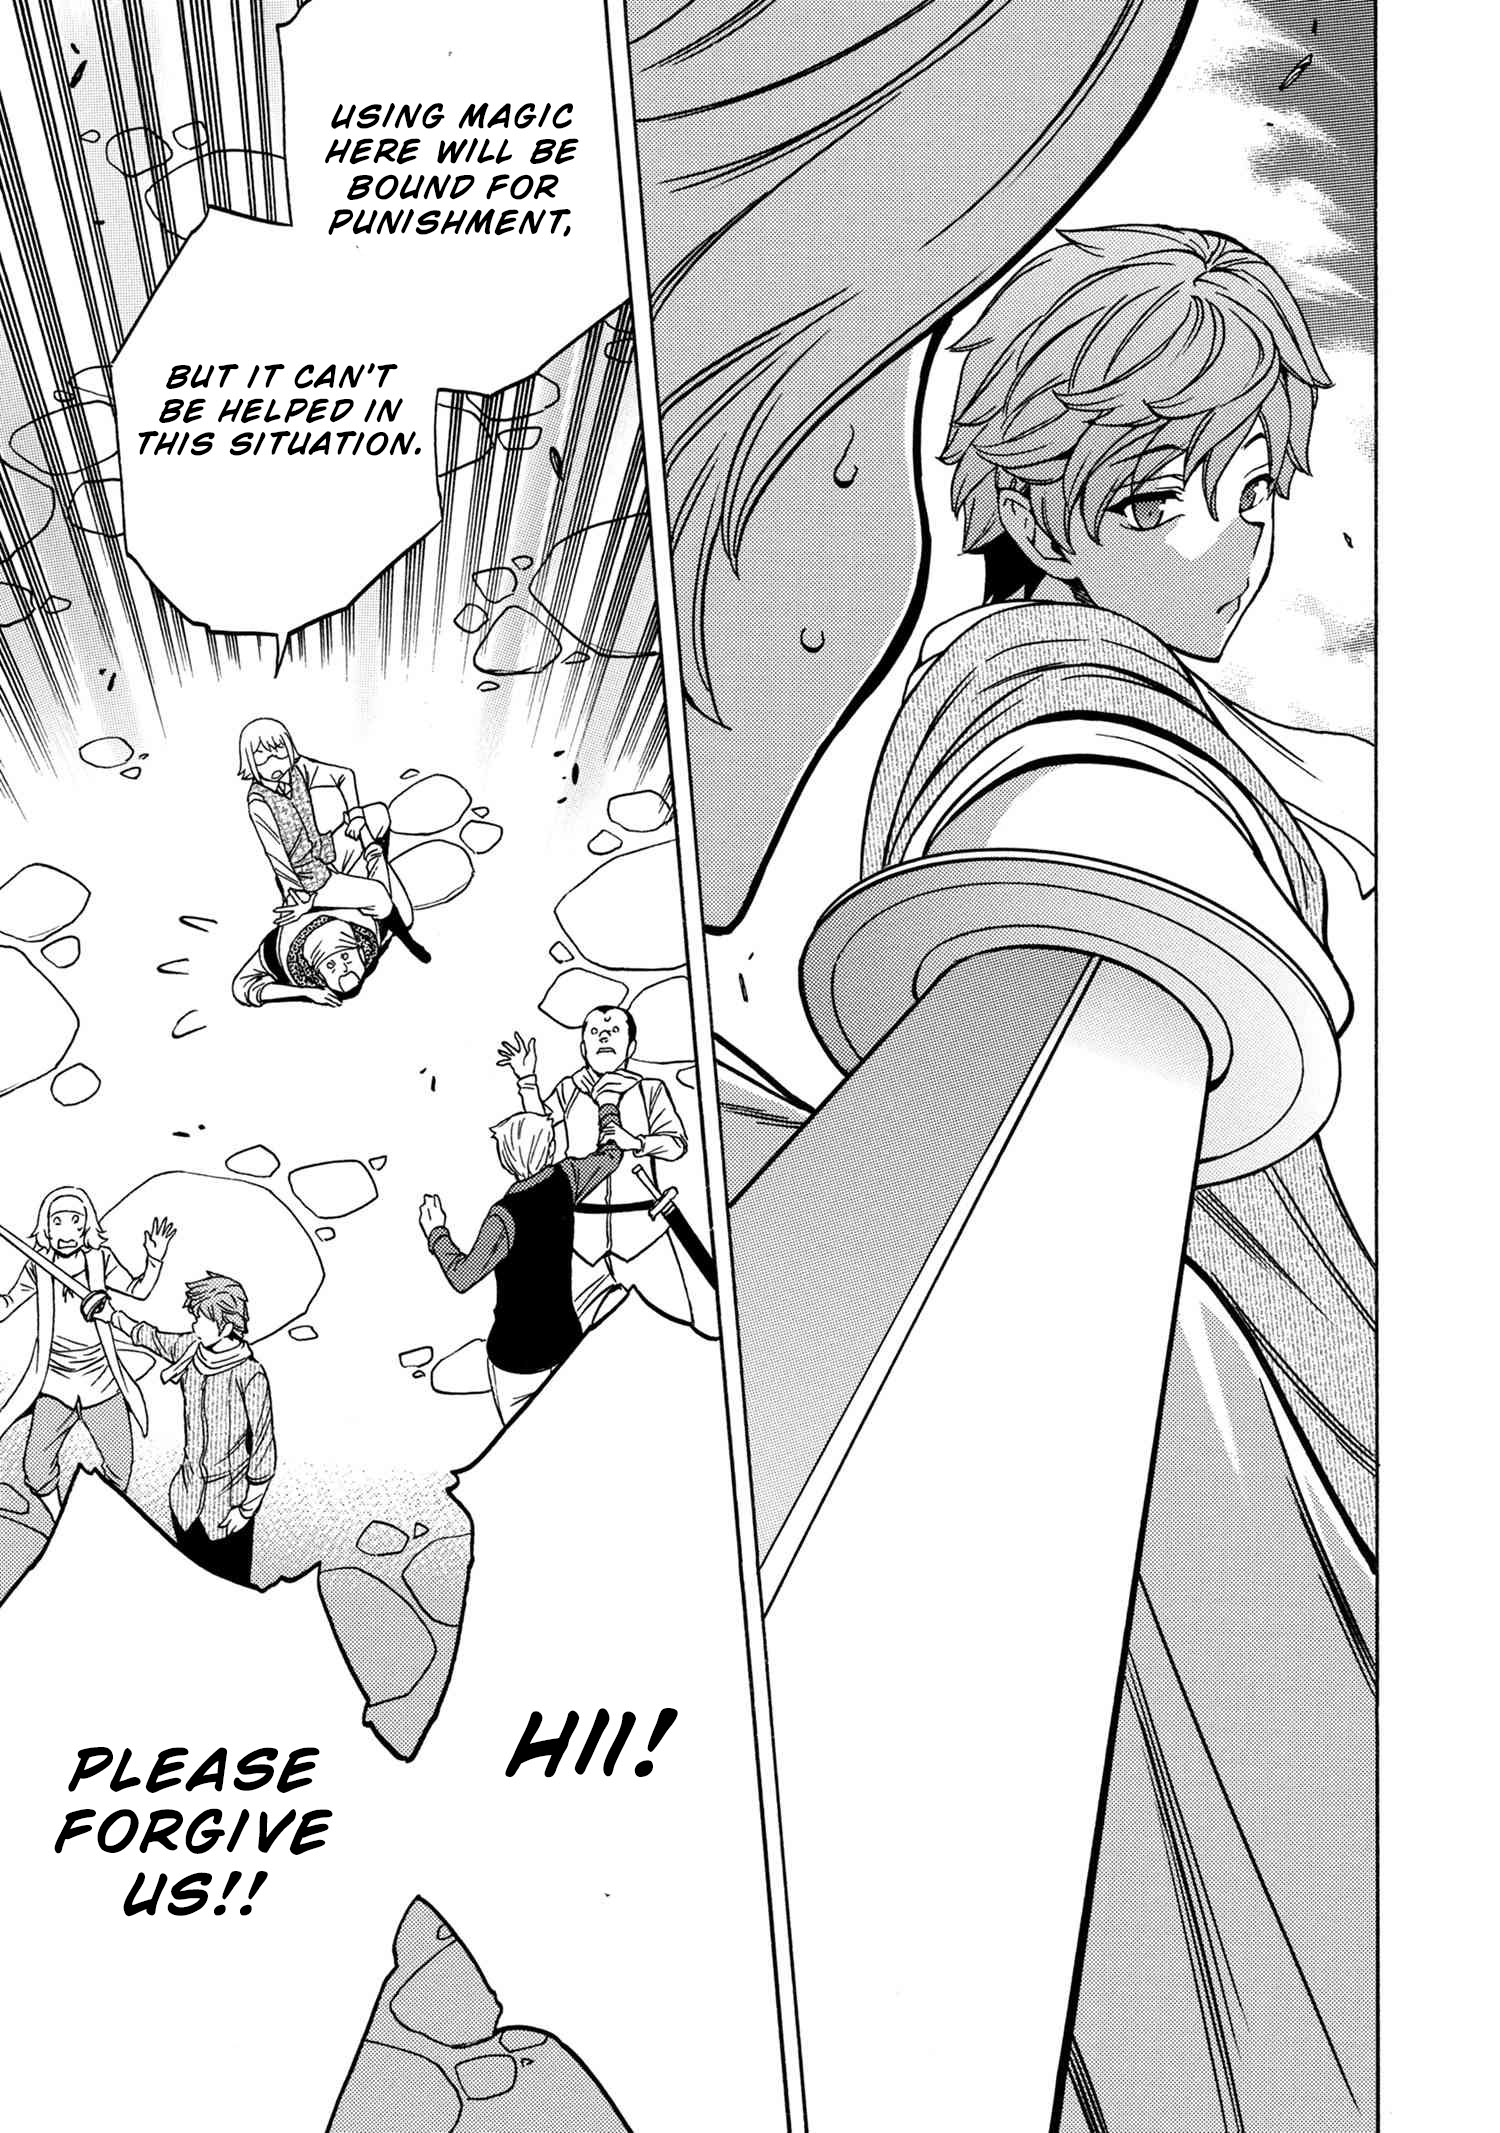 USING MAGIC
HERE WILL BE
BOUND FOR
PUNISHMENT,
BUT IT CAN'T
BE HELPED IN
THIS SITUATION.
HII!
PLEASE
FORGIVE
US!!